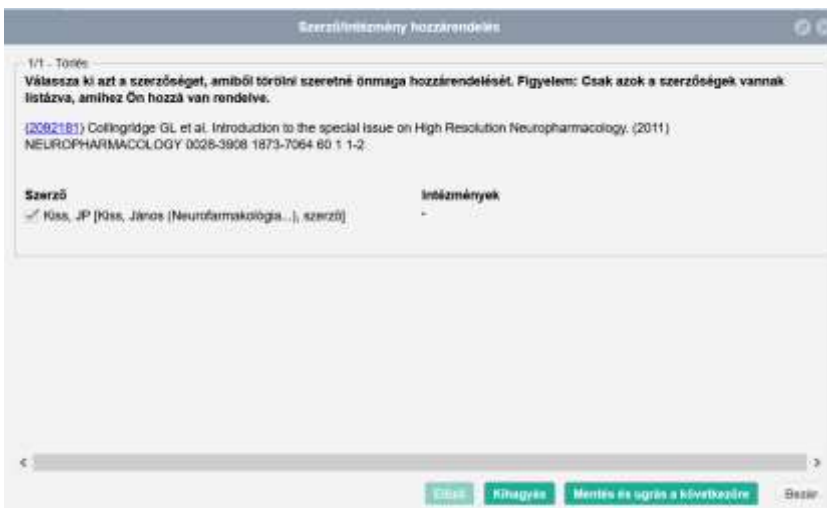 Szerző/Intézmény hozzárendelés
1/1 - Törlés
Válassza ki azt a szerzőséget, amiből törölni szeretné önmaga hozzárendelését. Figyelem: Csak azok a szerzőségek vannak
listázva, amihez Ön hozzá van rendelve.
(2082181) Collingridge GL et al. Introduction to the special issue on High Resolution Neuropharmacology. (2011)
NEUROPHARMACOLOGY 0028-3908 1873-7064 60 1 1-2
Szerző Intézmények
Kiss, JP [Kiss, János (Neurofarmakológia...), szerző] -
Előző Kihagyás Mentés és ugrás a következőre Bezár